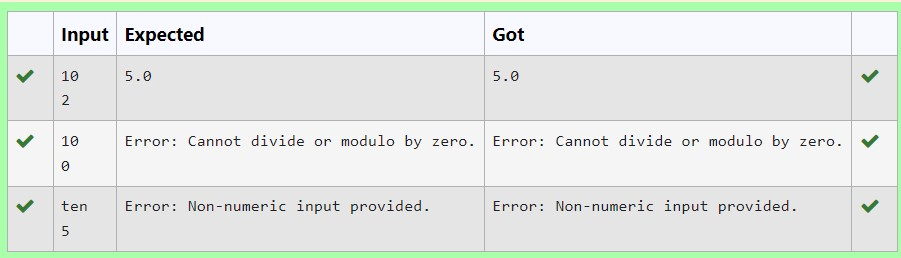 Input Expected Got
10 5.0 5.0
2
10 Error: Cannot divide or modulo by zero. Error: Cannot divide or modulo by zero.
0
ten Error: Non-numeric input provided. Error: Non-numeric input provided.
5